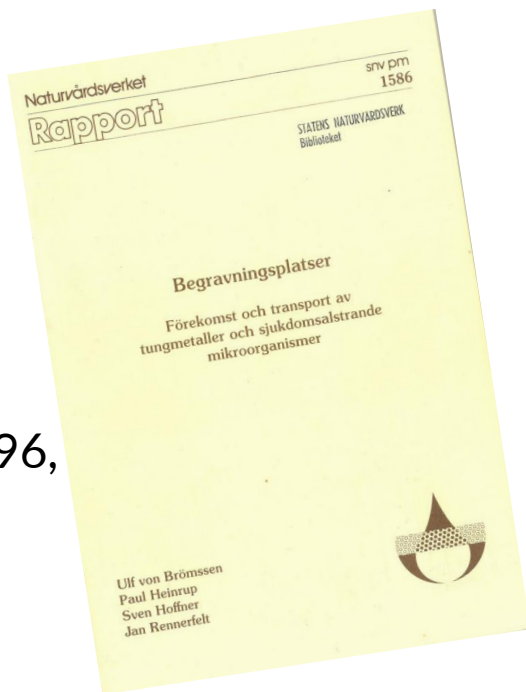 Naturvårdsverket
snv pm
1586
Rapport
STATENS NATURVÅRDSVERK
Biblioteket
Begravningsplatser
Förekomst och transport av
tungmetaller och sjukdomsalstrande
mikroorganismer
96,
Ulf von Brömssen
Paul Heinrup
Sven Hoffner
Jan Rennerfelt